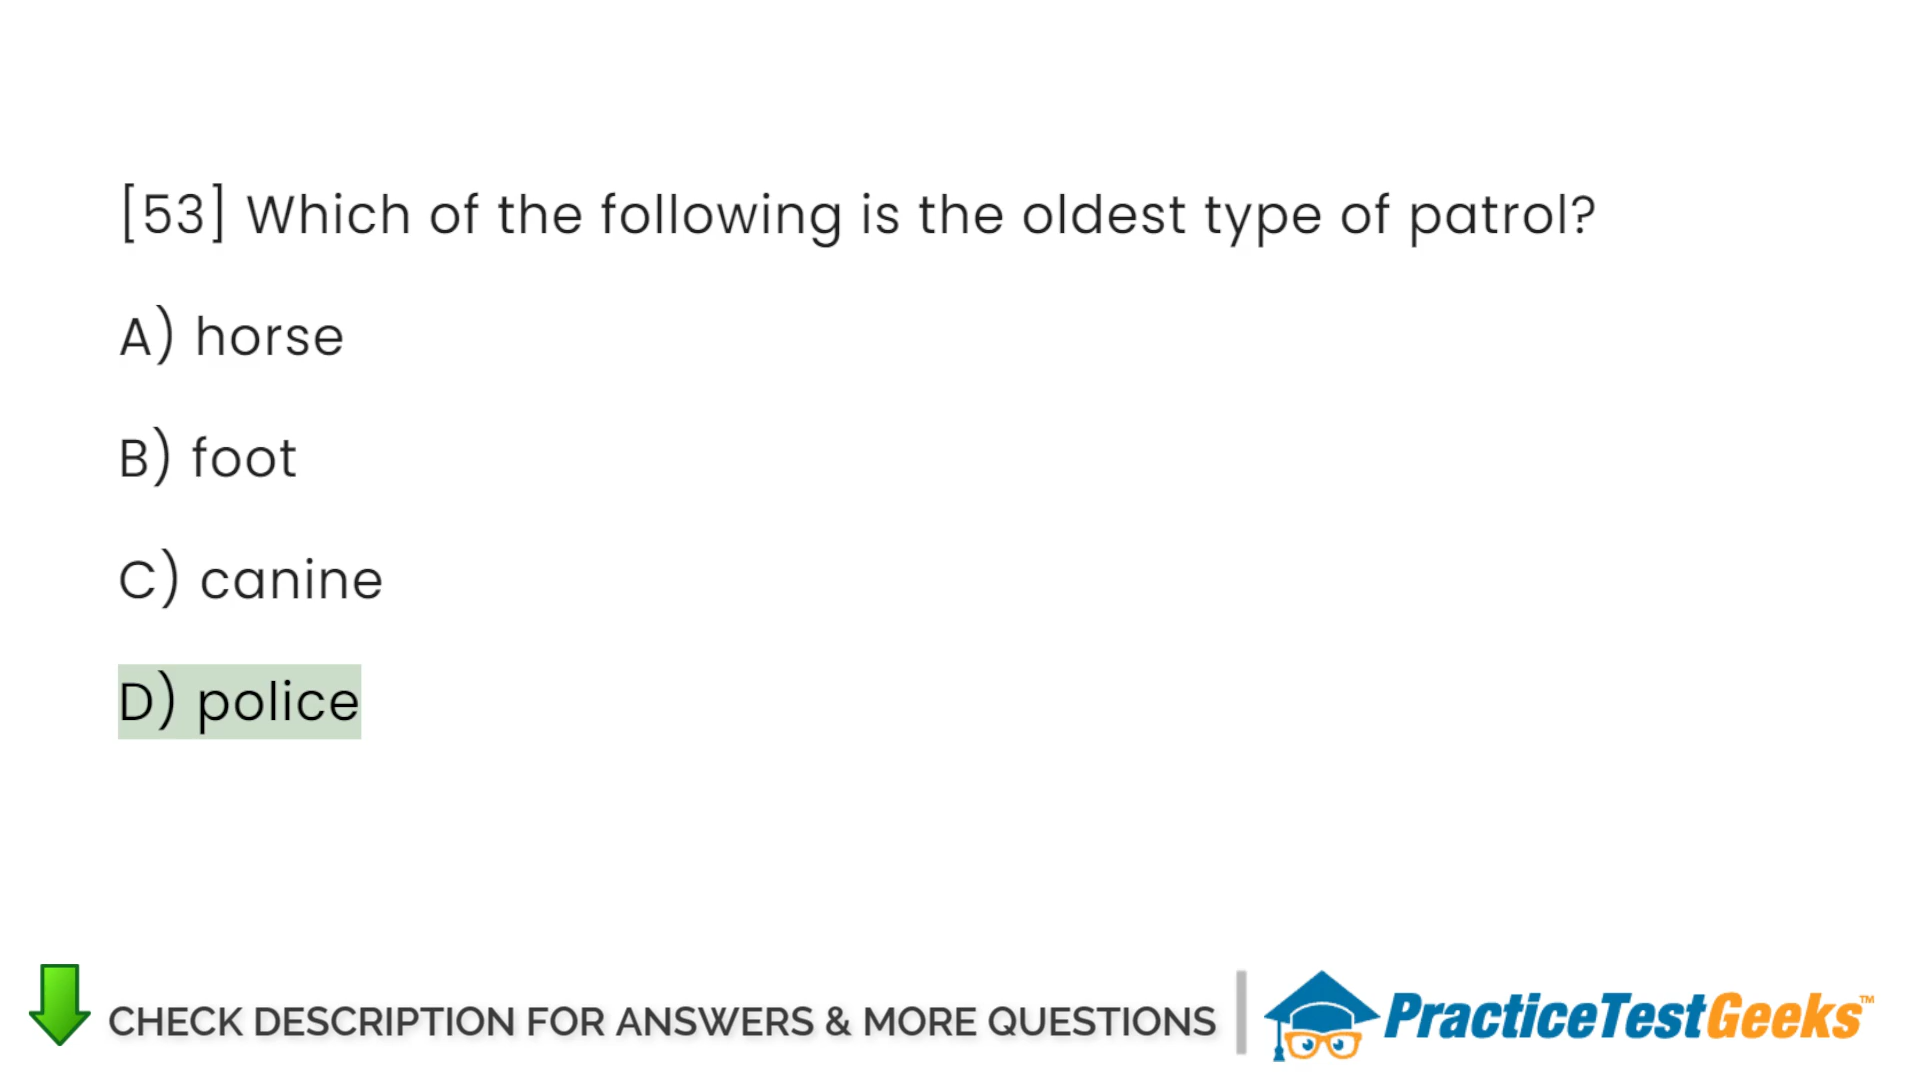 [53] Which of the following is the oldest type of patrol?
A) horse
B) foot
C) canine
D) police
CHECK DESCRIPTION FOR ANSWERS & MORE QUESTIONS
PracticeTestGeeks™